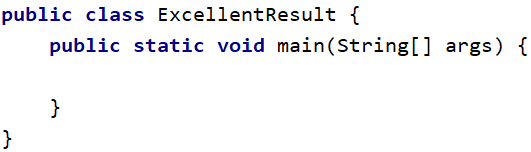 public class ExcellentResult {
    public static void main(String[] args) {

    }
}